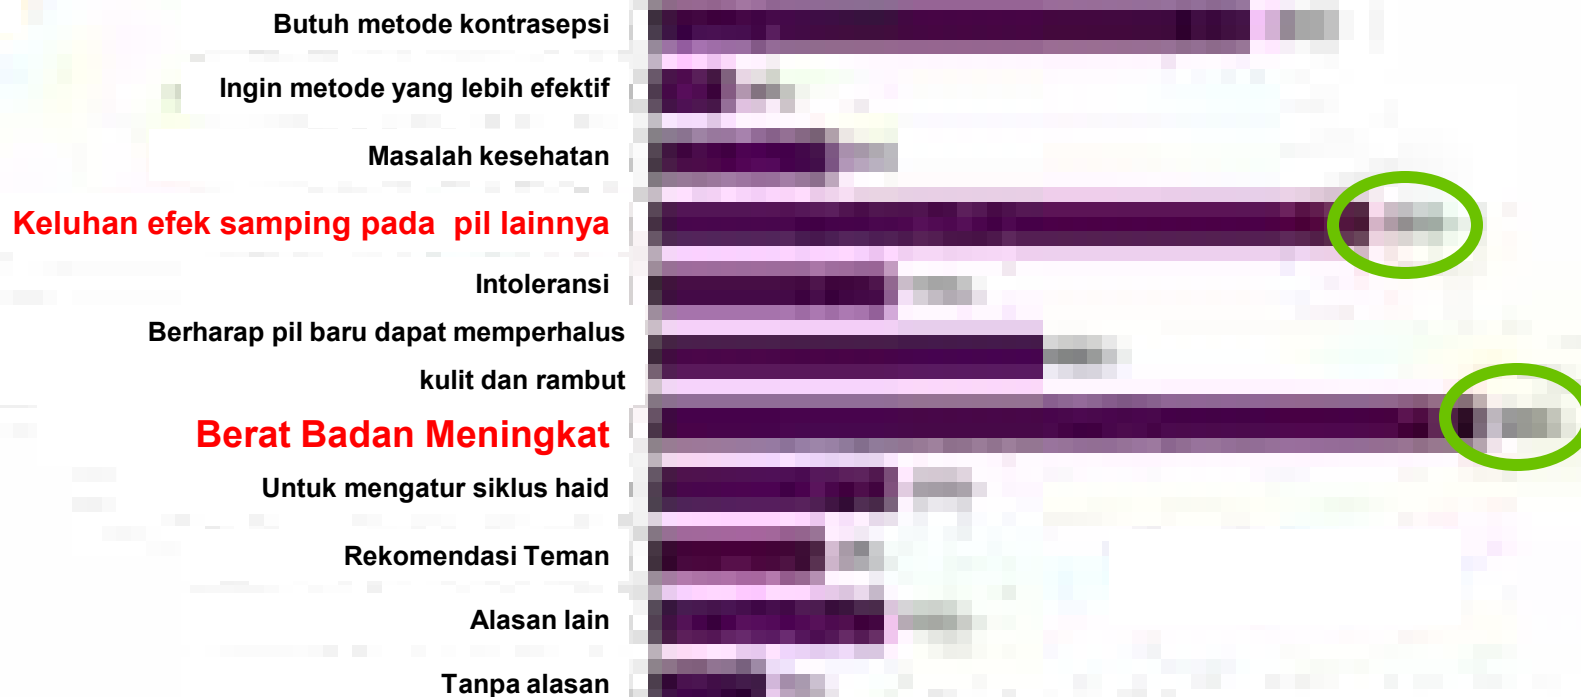 Butuh metode kontrasepsi
Ingin metode yang lebih efektif
Masalah kesehatan
Keluhan efek samping pada pil lainnya
Intoleransi
Berharap pil baru dapat memperhalus
kulit dan rambut
Berat Badan Meningkat
Untuk mengatur siklus haid
Rekomendasi Teman
Alasan lain
Tanpa alasan